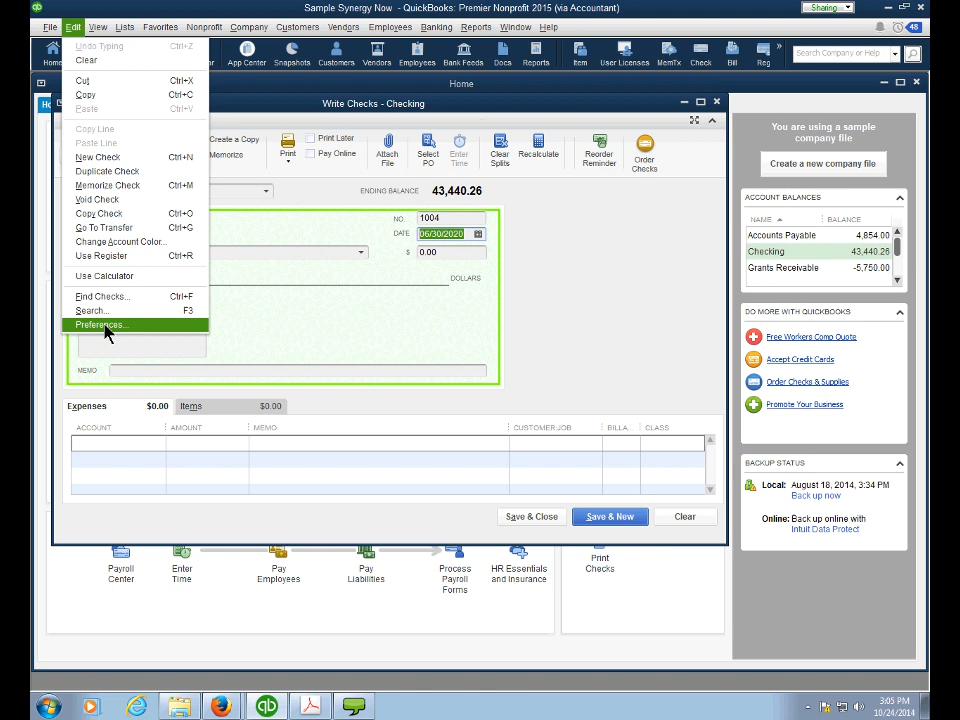 Sample Synergy Now - QuickBooks: Premier Nonprofit 2015 (via Accountant)
Sharing
File Edit View Lists Favorites Nonprofit Company Customers Vendors Employees Banking Reports Window Help
48
Home App Center Snapshots Customers Vendors Employees Bank Feeds Docs Reports Item User Licenses MemTx Check Bill Reg » Search Company or Help
Home
Write Checks - Checking
Undo Typing Ctrl+Z
Clear
Cut Ctrl+X
Copy Ctrl+C
Paste Ctrl+V
Copy Line
Paste Line
New Check Ctrl+N
Duplicate Check
Memorize Check Ctrl+M
Void Check
Copy Check Ctrl+O
Go To Transfer Ctrl+G
Change Account Color...
Use Register Ctrl+R
Use Calculator
Find Checks... Ctrl+F
Search... F3
Preferences...
Create a Copy
Memorize
Print
Print Later
Pay Online
Attach File
Select PO
Enter Time
Clear Splits
Recalculate
Reorder Reminder
Order Checks
ENDING BALANCE 43,440.26
NO. 1004
DATE 06/30/2020
$ 0.00
DOLLARS
MEMO
Expenses $0.00 Items $0.00
ACCOUNT AMOUNT MEMO CUSTOMER:JOB BILLA... CLASS
Save & Close Save & New Clear
Payroll Center
Enter Time
Pay Employees
Pay Liabilities
Process Payroll Forms
HR Essentials and Insurance
Print Checks
You are using a sample
company file
Create a new company file
ACCOUNT BALANCES
NAME BALANCE
Accounts Payable 4,854.00
Checking 43,440.26
Grants Receivable -5,750.00
DO MORE WITH QUICKBOOKS
Free Workers Comp Quote
Accept Credit Cards
Order Checks & Supplies
Promote Your Business
BACKUP STATUS
Local: August 18, 2014, 3:34 PM
Back up now
Online: Back up online with
Intuit Data Protect
qb
3:05 PM
10/24/2014